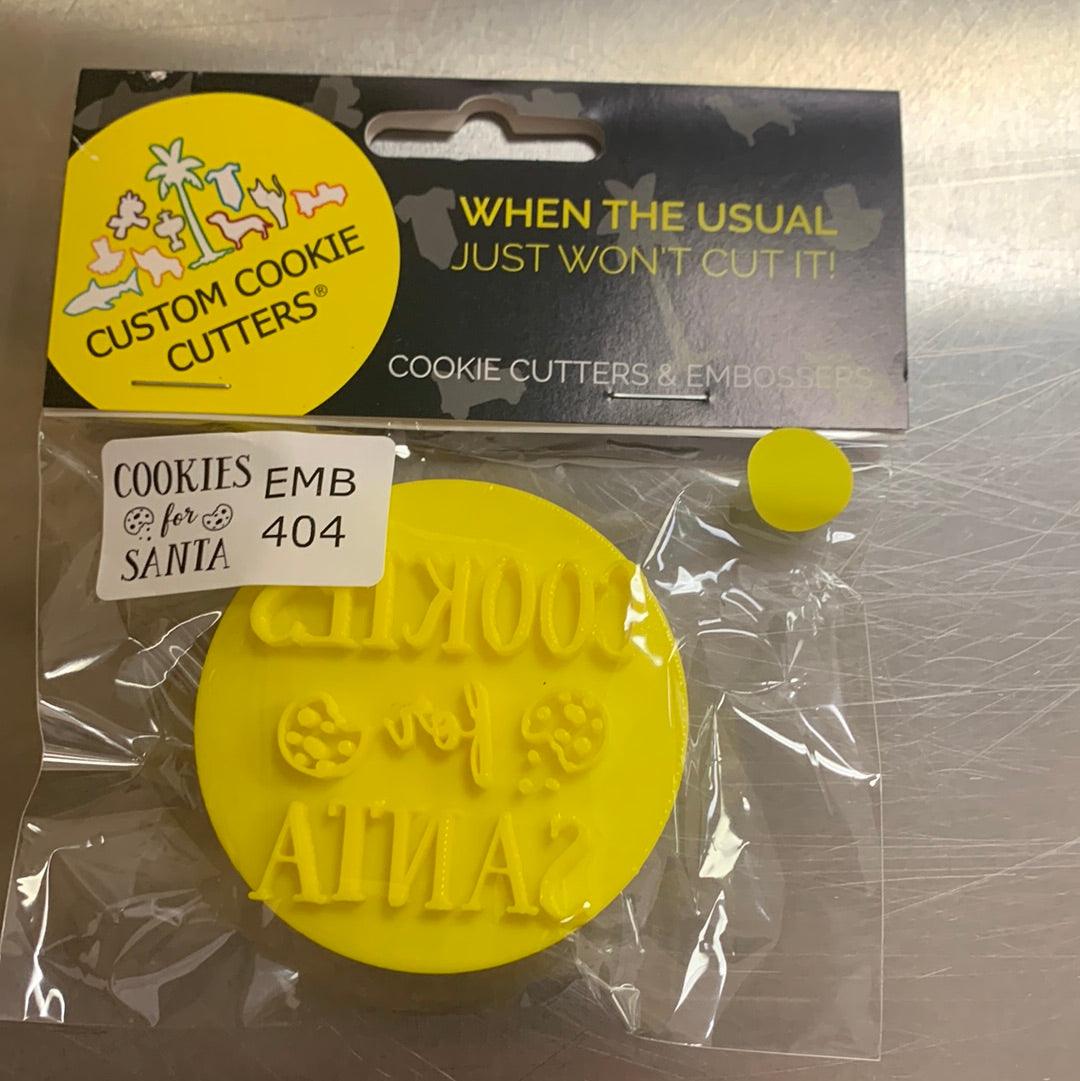 CUSTOM COOKIE
CUTTERS®
WHEN THE USUAL
JUST WON'T CUT IT!
COOKIE CUTTERS & EMBOSSERS
COOKIES
for
SANTA
EMB
404
COOKIES
for
SANTA